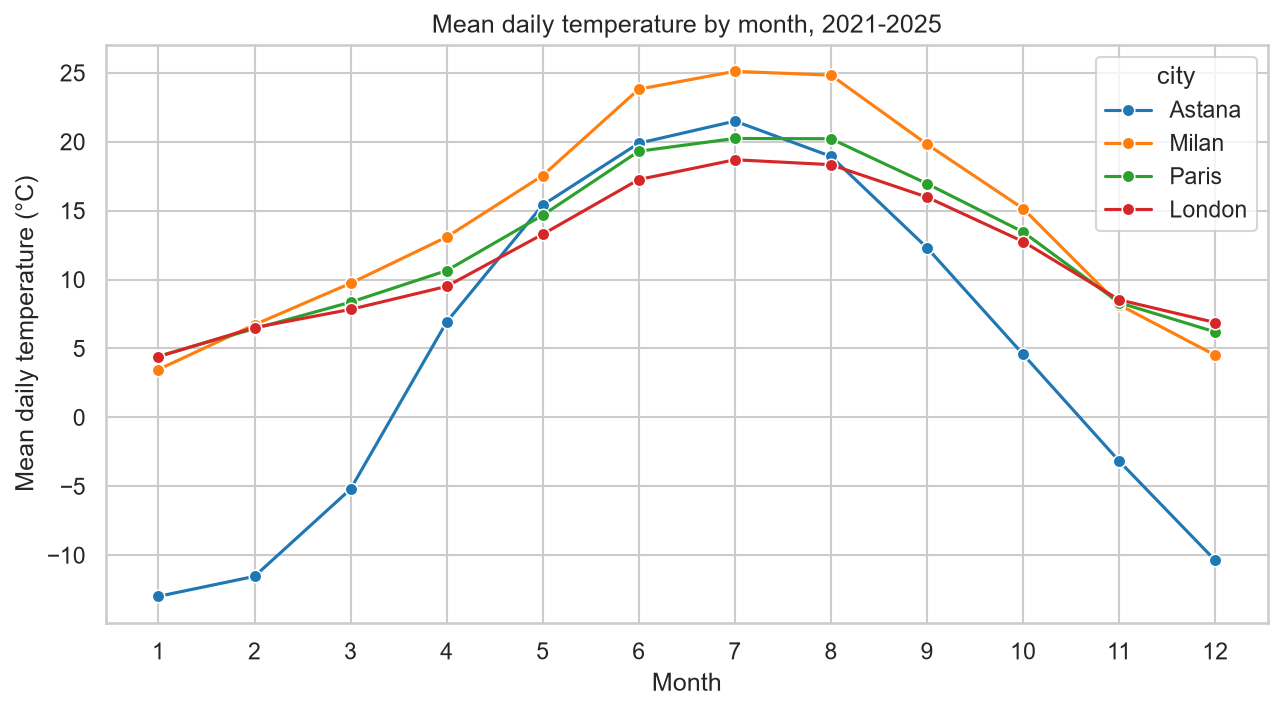 Mean daily temperature by month, 2021-2025
Mean daily temperature (°C)
25
20
15
10
5
0
−5
−10
city
Astana
Milan
Paris
London
1 2 3 4 5 6 7 8 9 10 11 12
Month